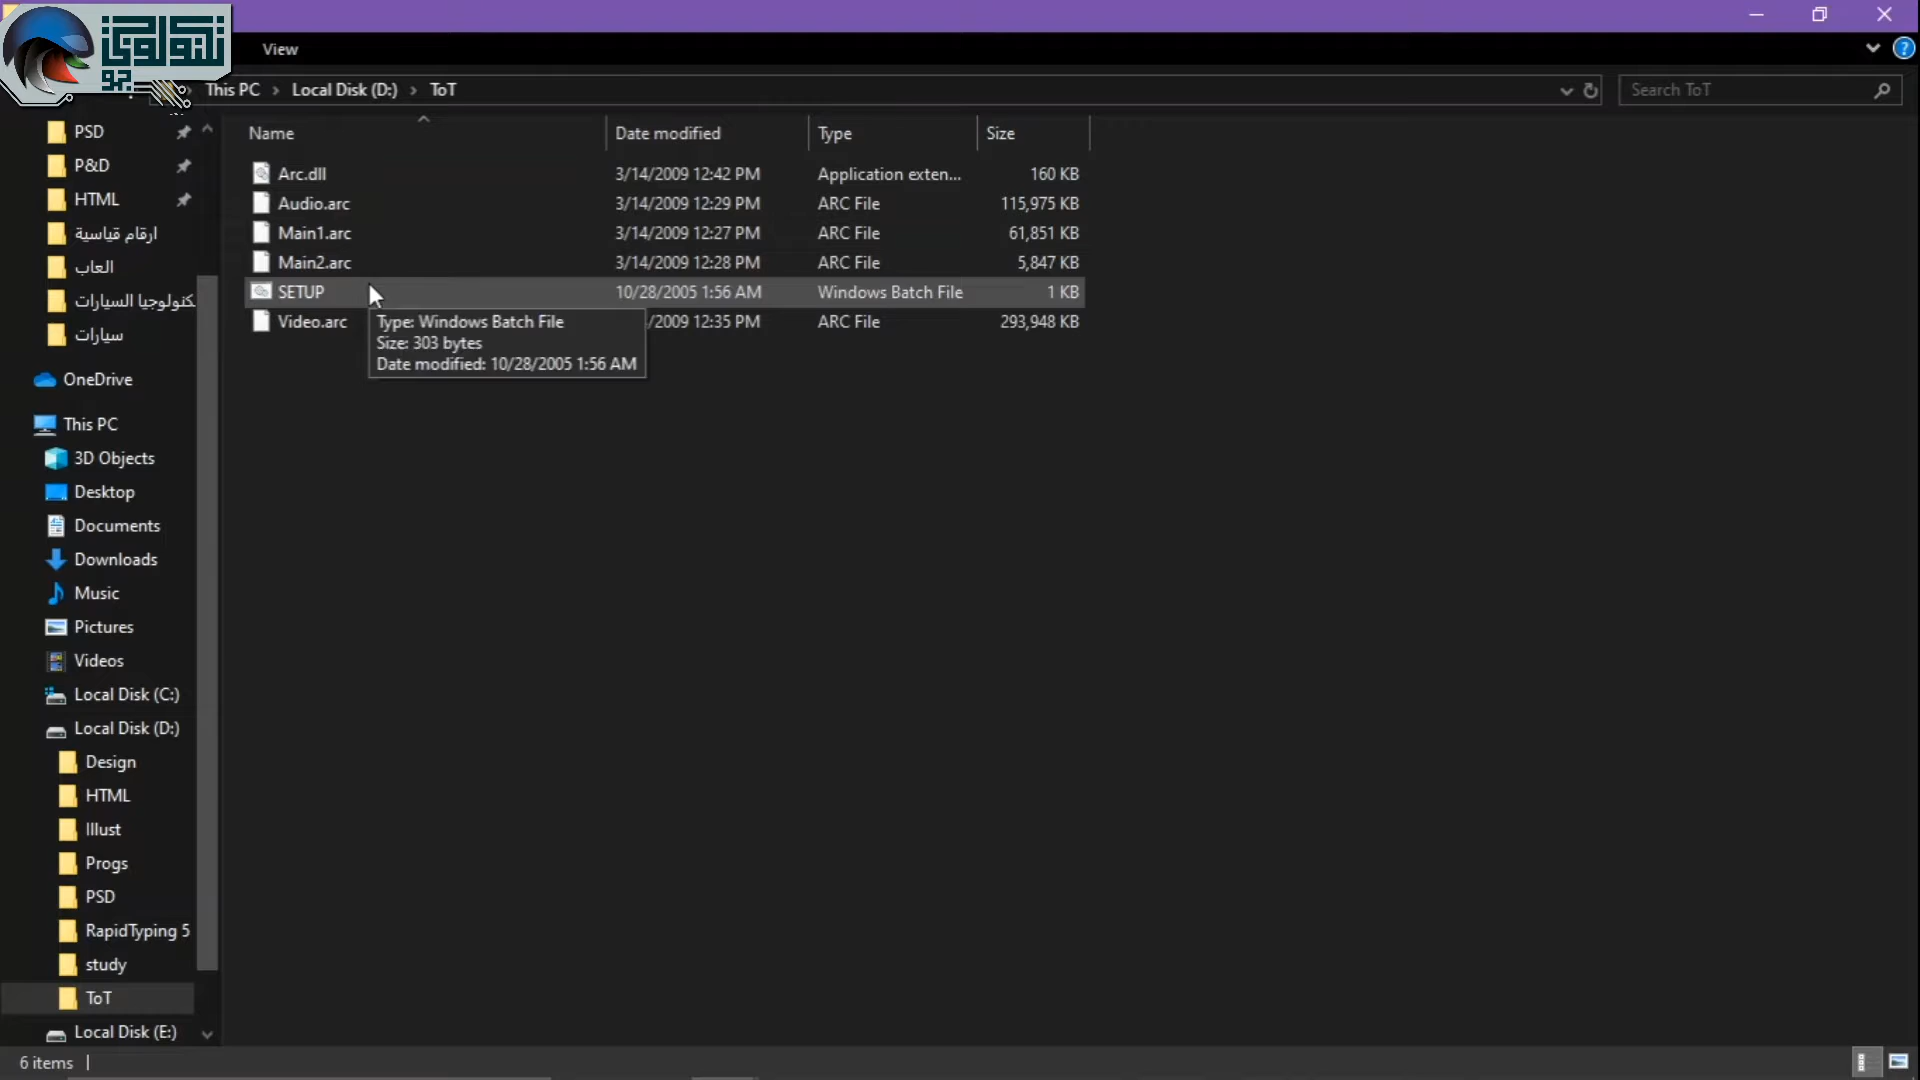 تكنولوجي
جو
View
This PC > Local Disk (D:) > ToT
Search ToT
Name
Date modified
Type
Size
Arc.dll 3/14/2009 12:42 PM Application exten... 160 KB
Audio.arc 3/14/2009 12:29 PM ARC File 115,975 KB
Main1.arc 3/14/2009 12:27 PM ARC File 61,851 KB
Main2.arc 3/14/2009 12:28 PM ARC File 5,847 KB
SETUP 10/28/2005 1:56 AM Windows Batch File 1 KB
Video.arc /2009 12:35 PM ARC File 293,948 KB
Type: Windows Batch File
Size: 303 bytes
Date modified: 10/28/2005 1:56 AM
PSD
P&D
HTML
ارقام قياسية
العاب
كنولوجيا السيارات
سيارات
OneDrive
This PC
3D Objects
Desktop
Documents
Downloads
Music
Pictures
Videos
Local Disk (C:)
Local Disk (D:)
Design
HTML
Illust
Progs
PSD
RapidTyping 5
study
ToT
Local Disk (E:)
6 items